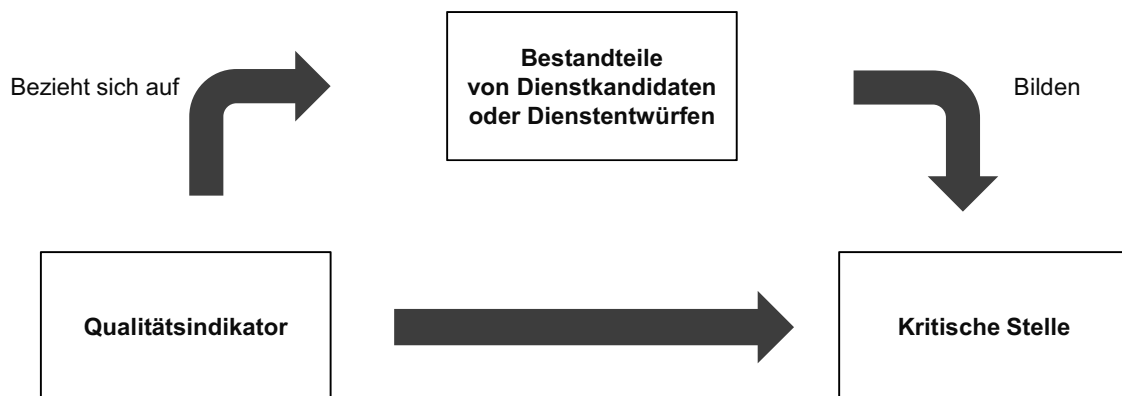 Bezieht sich auf
Bestandteile
von Dienstkandidaten
oder Dienstentwürfen
Bilden
Qualitätsindikator
Kritische Stelle